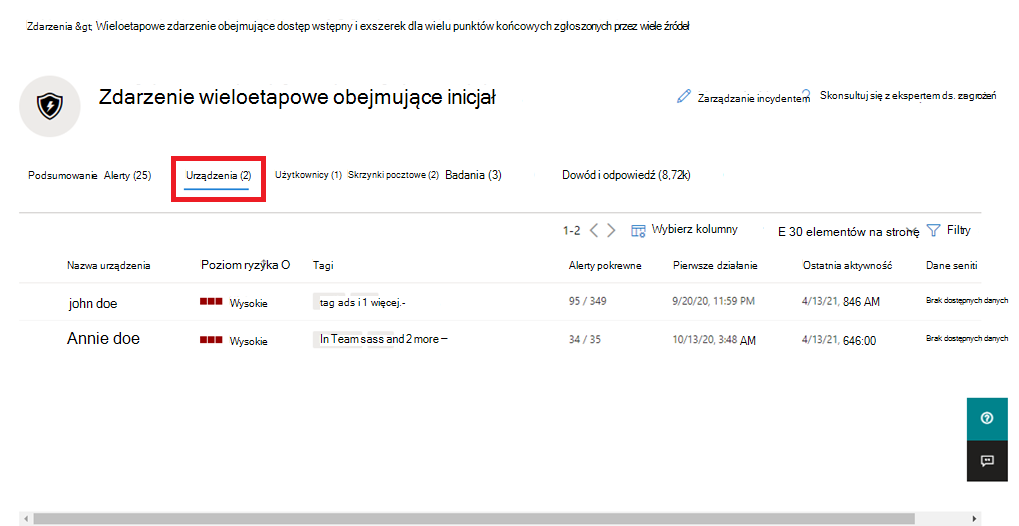 Zdarzenia &gt; Wieloetapowe zdarzenie obejmujące dostęp wstępny i exszerek dla wielu punktów końcowych zgłoszonych przez wiele źródeł
Zdarzenie wieloetapowe obejmujące inicjał
Zarządzanie incydentem ? Skonsultuj się z ekspertem ds. zagrożeń
Podsumowanie Alerty (25) Urządzenia (2) Użytkownicy (1) Skrzynki pocztowe (2) Badania (3) Dowód i odpowiedź (8,72k)
1-2 Wybierz kolumny E 30 elementów na stronę Filtry
Nazwa urządzenia Poziom ryzyka O Tagi Alerty pokrewne Pierwsze działanie Ostatnia aktywność Dane seniti
john doe Wysokie tag ads i 1 więcej.- 95 / 349 9/20/20, 11:59 PM 4/13/21, 846 AM Brak dostępnych danych
Annie doe Wysokie In Team sass and 2 more – 34 / 35 10/13/20, 3:48 AM 4/13/21, 646:00 Brak dostępnych danych